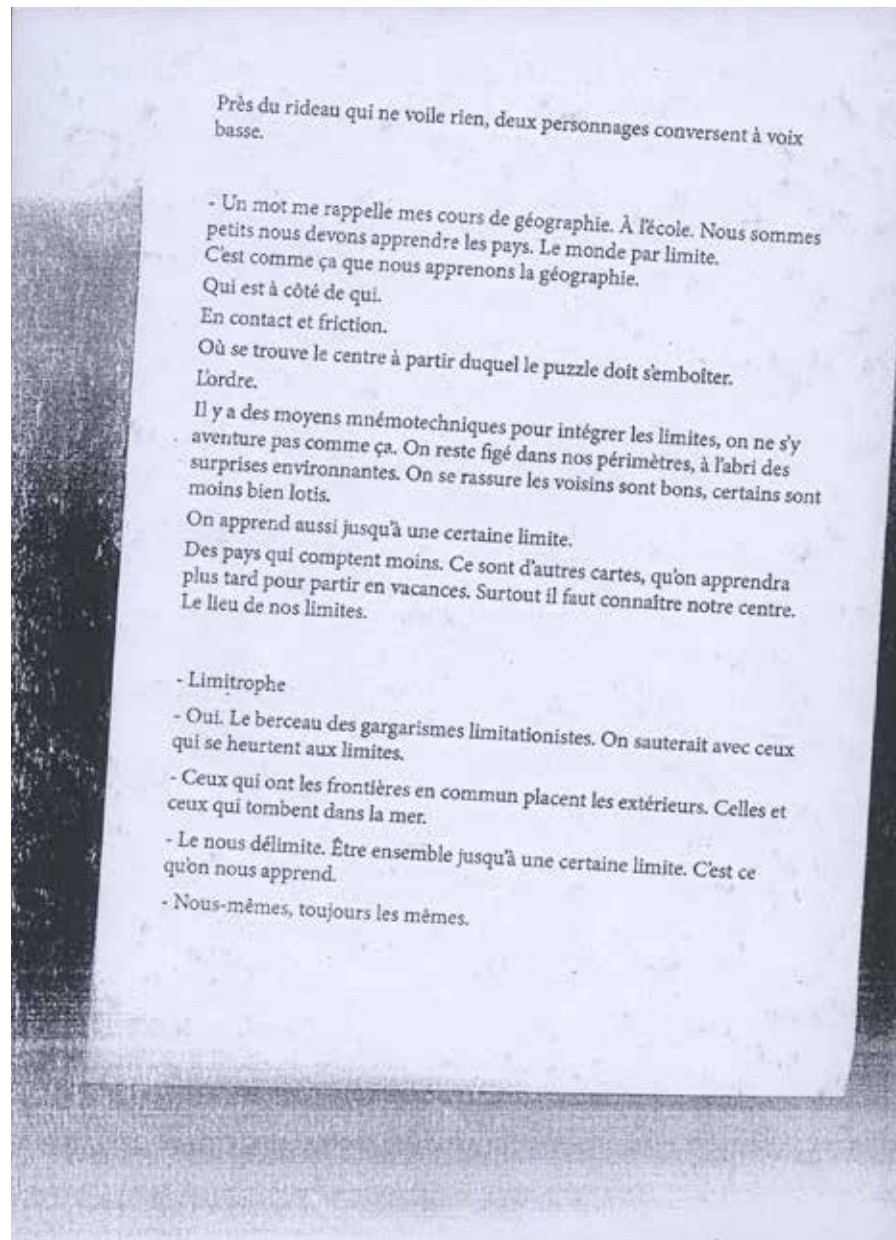 Près du rideau qui ne voile rien, deux personnages conversent à voix
basse.
- Un mot me rappelle mes cours de géographie. À l'école. Nous sommes
petits nous devons apprendre les pays. Le monde par limite.
C'est comme ça que nous apprenons la géographie.
Qui est à côté de qui.
En contact et friction.
Où se trouve le centre à partir duquel le puzzle doit s'emboîter.
L'ordre.
Il y a des moyens mnémotechniques pour intégrer les limites, on ne s'y
aventure pas comme ça. On reste figé dans nos périmètres, à l'abri des
surprises environnantes. On se rassure les voisins sont bons, certains sont
moins bien lotis.
On apprend aussi jusqu'à une certaine limite.
Des pays qui comptent moins. Ce sont d'autres cartes, qu'on apprendra
plus tard pour partir en vacances. Surtout il faut connaître notre centre.
Le lieu de nos limites.
- Limitrophe
- Oui. Le berceau des gargarismes limitationistes. On sauterait avec ceux
qui se heurtent aux limites.
- Ceux qui ont les frontières en commun placent les extérieurs. Celles et
ceux qui tombent dans la mer.
- Le nous délimite. Être ensemble jusqu'à une certaine limite. C'est ce
qu'on nous apprend.
- Nous-mêmes, toujours les mêmes.